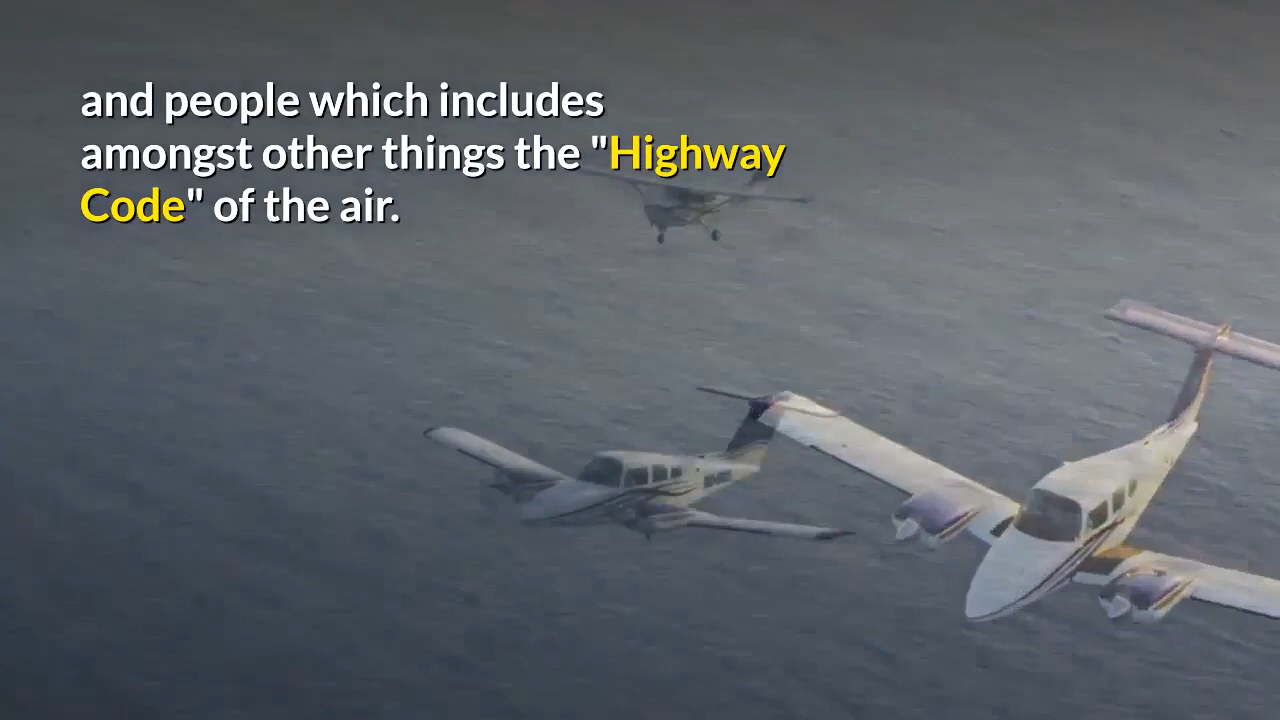 and people which includes
amongst other things the "Highway
Code" of the air.